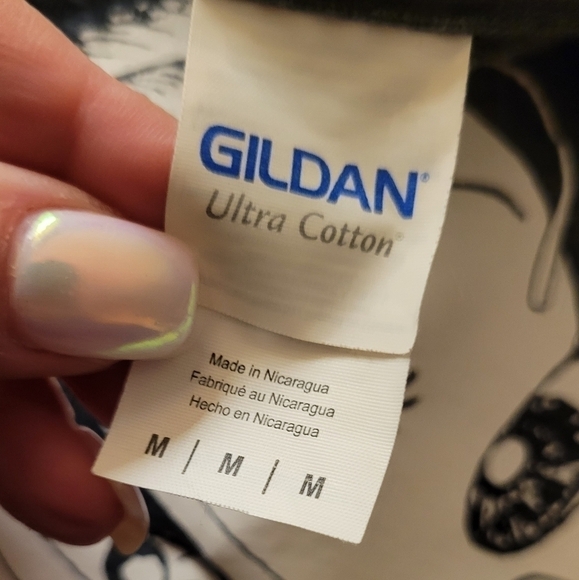 GILDAN®
Ultra Cotton®
Made in Nicaragua
Fabriqué au Nicaragua
Hecho en Nicaragua
M | M | M